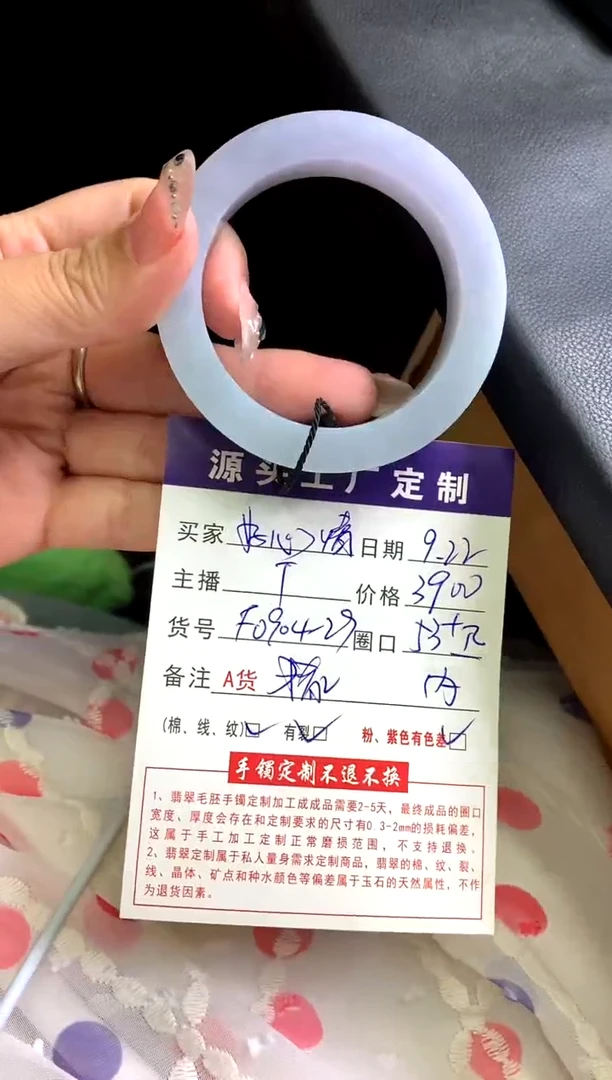 源头工厂定制
买家 日期 9-22
主播 T 价格 3900
货号 F0904-29 圈口 53+
备注 A货 内
(棉、线、纹)☑ 有裂☑ 粉、紫色有色差☑
手镯定制不退不换
1、翡翠毛胚手镯定制加工成成品需要2-5天，最终成品的圈口
宽度、厚度会存在和定制要求的尺寸有0.3-2mm的损耗偏差，
这属于手工加工定制正常磨损范围，不支持退换。
2、翡翠定制属于私人量身需求定制商品，翡翠的棉、纹、裂、
线、晶体、矿点和种水颜色等偏差属于玉石的天然属性，不作
为退货因素。